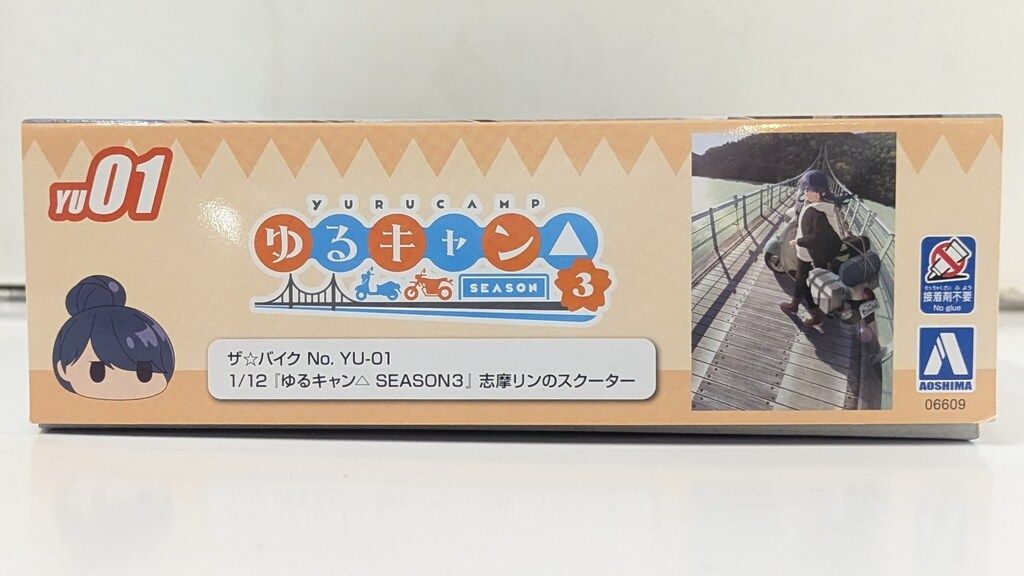 YU01
YURUCAMP
ゆるキャン△
SEASON 3
ザ☆バイク No. YU-01
1/12『ゆるキャン△ SEASON3』志摩リンのスクーター
せっちゃくざい ふよう
接着剤不要
No glue
AOSHIMA
06609